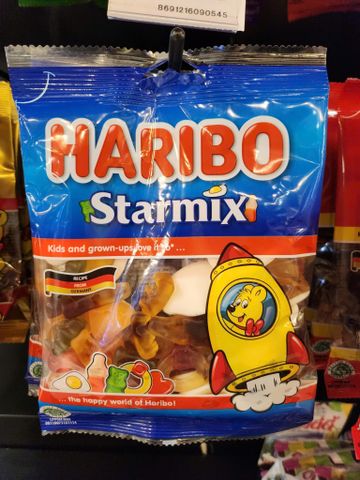 8691216090545
HARIBO
Starmix
Kids and grown-ups love it so* ...
RECIPE
FROM
GERMANY
... the happy world of Haribo!